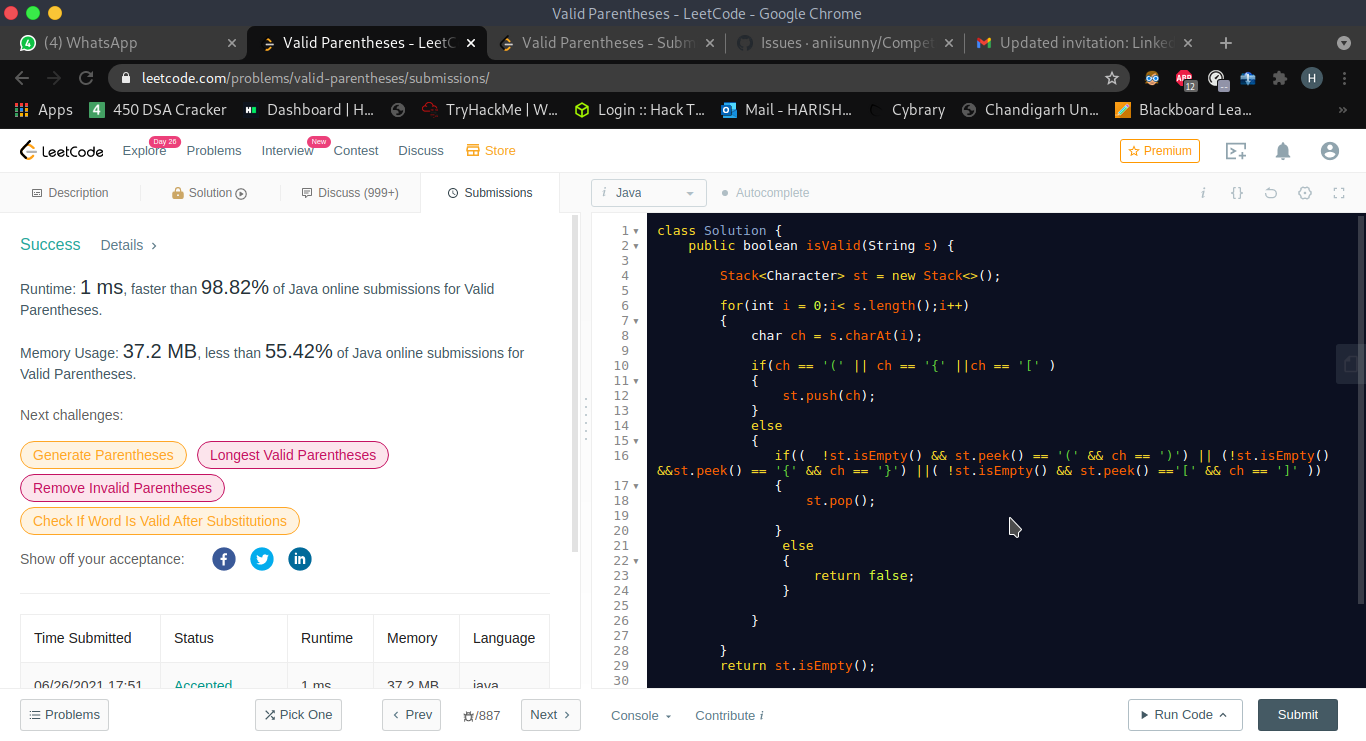 Valid Parentheses - LeetCode - Google Chrome
(4) WhatsApp
Valid Parentheses - LeetC
Valid Parentheses - Subm
Issues · aniisunny/Compet
Updated invitation: Linke
leetcode.com/problems/valid-parentheses/submissions/
ABP 12 H
Apps 4 450 DSA Cracker Dashboard | H... TryHackMe | W... Login :: Hack T... Mail - HARISH... Cybrary Chandigarh Un... Blackboard Lea... »
LeetCode Explore Day 26 Problems Interview New Contest Discuss Store Premium
Description Solution Discuss (999+) Submissions
i Java Autocomplete i {}
Success Details >
Runtime: 1 ms, faster than 98.82% of Java online submissions for Valid
Parentheses.
Memory Usage: 37.2 MB, less than 55.42% of Java online submissions for
Valid Parentheses.
Next challenges:
Generate Parentheses Longest Valid Parentheses
Remove Invalid Parentheses
Check If Word Is Valid After Substitutions
Show off your acceptance:
Time Submitted Status Runtime Memory Language
06/26/2021 17:51 Accepted 1 ms 37.2 MB java
1 class Solution {
2 public boolean isValid(String s) {
3
4 Stack<Character> st = new Stack<>();
5
6 for(int i = 0;i< s.length();i++)
7 {
8 char ch = s.charAt(i);
9
10 if(ch == '(' || ch == '{' ||ch == '[' )
11 {
12 st.push(ch);
13 }
14 else
15 {
16 if((  !st.isEmpty() && st.peek() == '(' && ch == ')') || (!st.isEmpty()
&&st.peek() == '{' && ch == '}') ||( !st.isEmpty() && st.peek() =='[' && ch == ']' ))
17 {
18 st.pop();
19
20 }
21 else
22 {
23 return false;
24 }
25
26 }
27
28 }
29 return st.isEmpty();
30
Problems Pick One < Prev /887 Next > Console Contribute i Run Code Submit